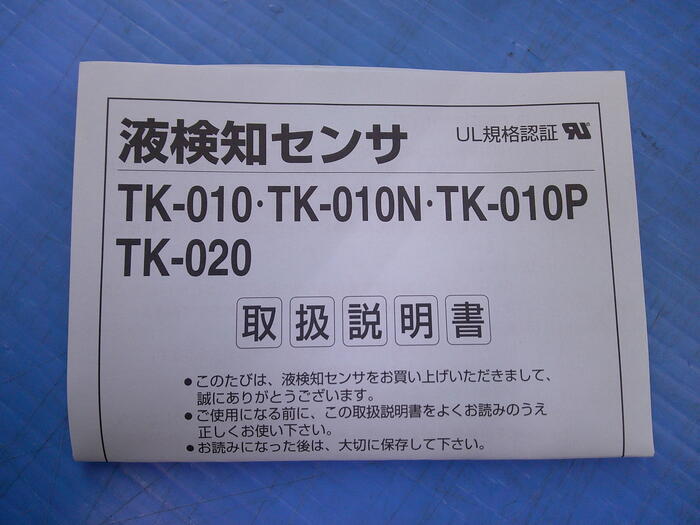 液検知センサ UL規格認証
TK-010・TK-010N・TK-010P
TK-020
取扱説明書
●このたびは、液検知センサをお買い上げいただきまして、
誠にありがとうございます。
●ご使用になる前に、この取扱説明書をよくお読みのうえ
正しくお使い下さい。
●お読みになった後は、大切に保存して下さい。